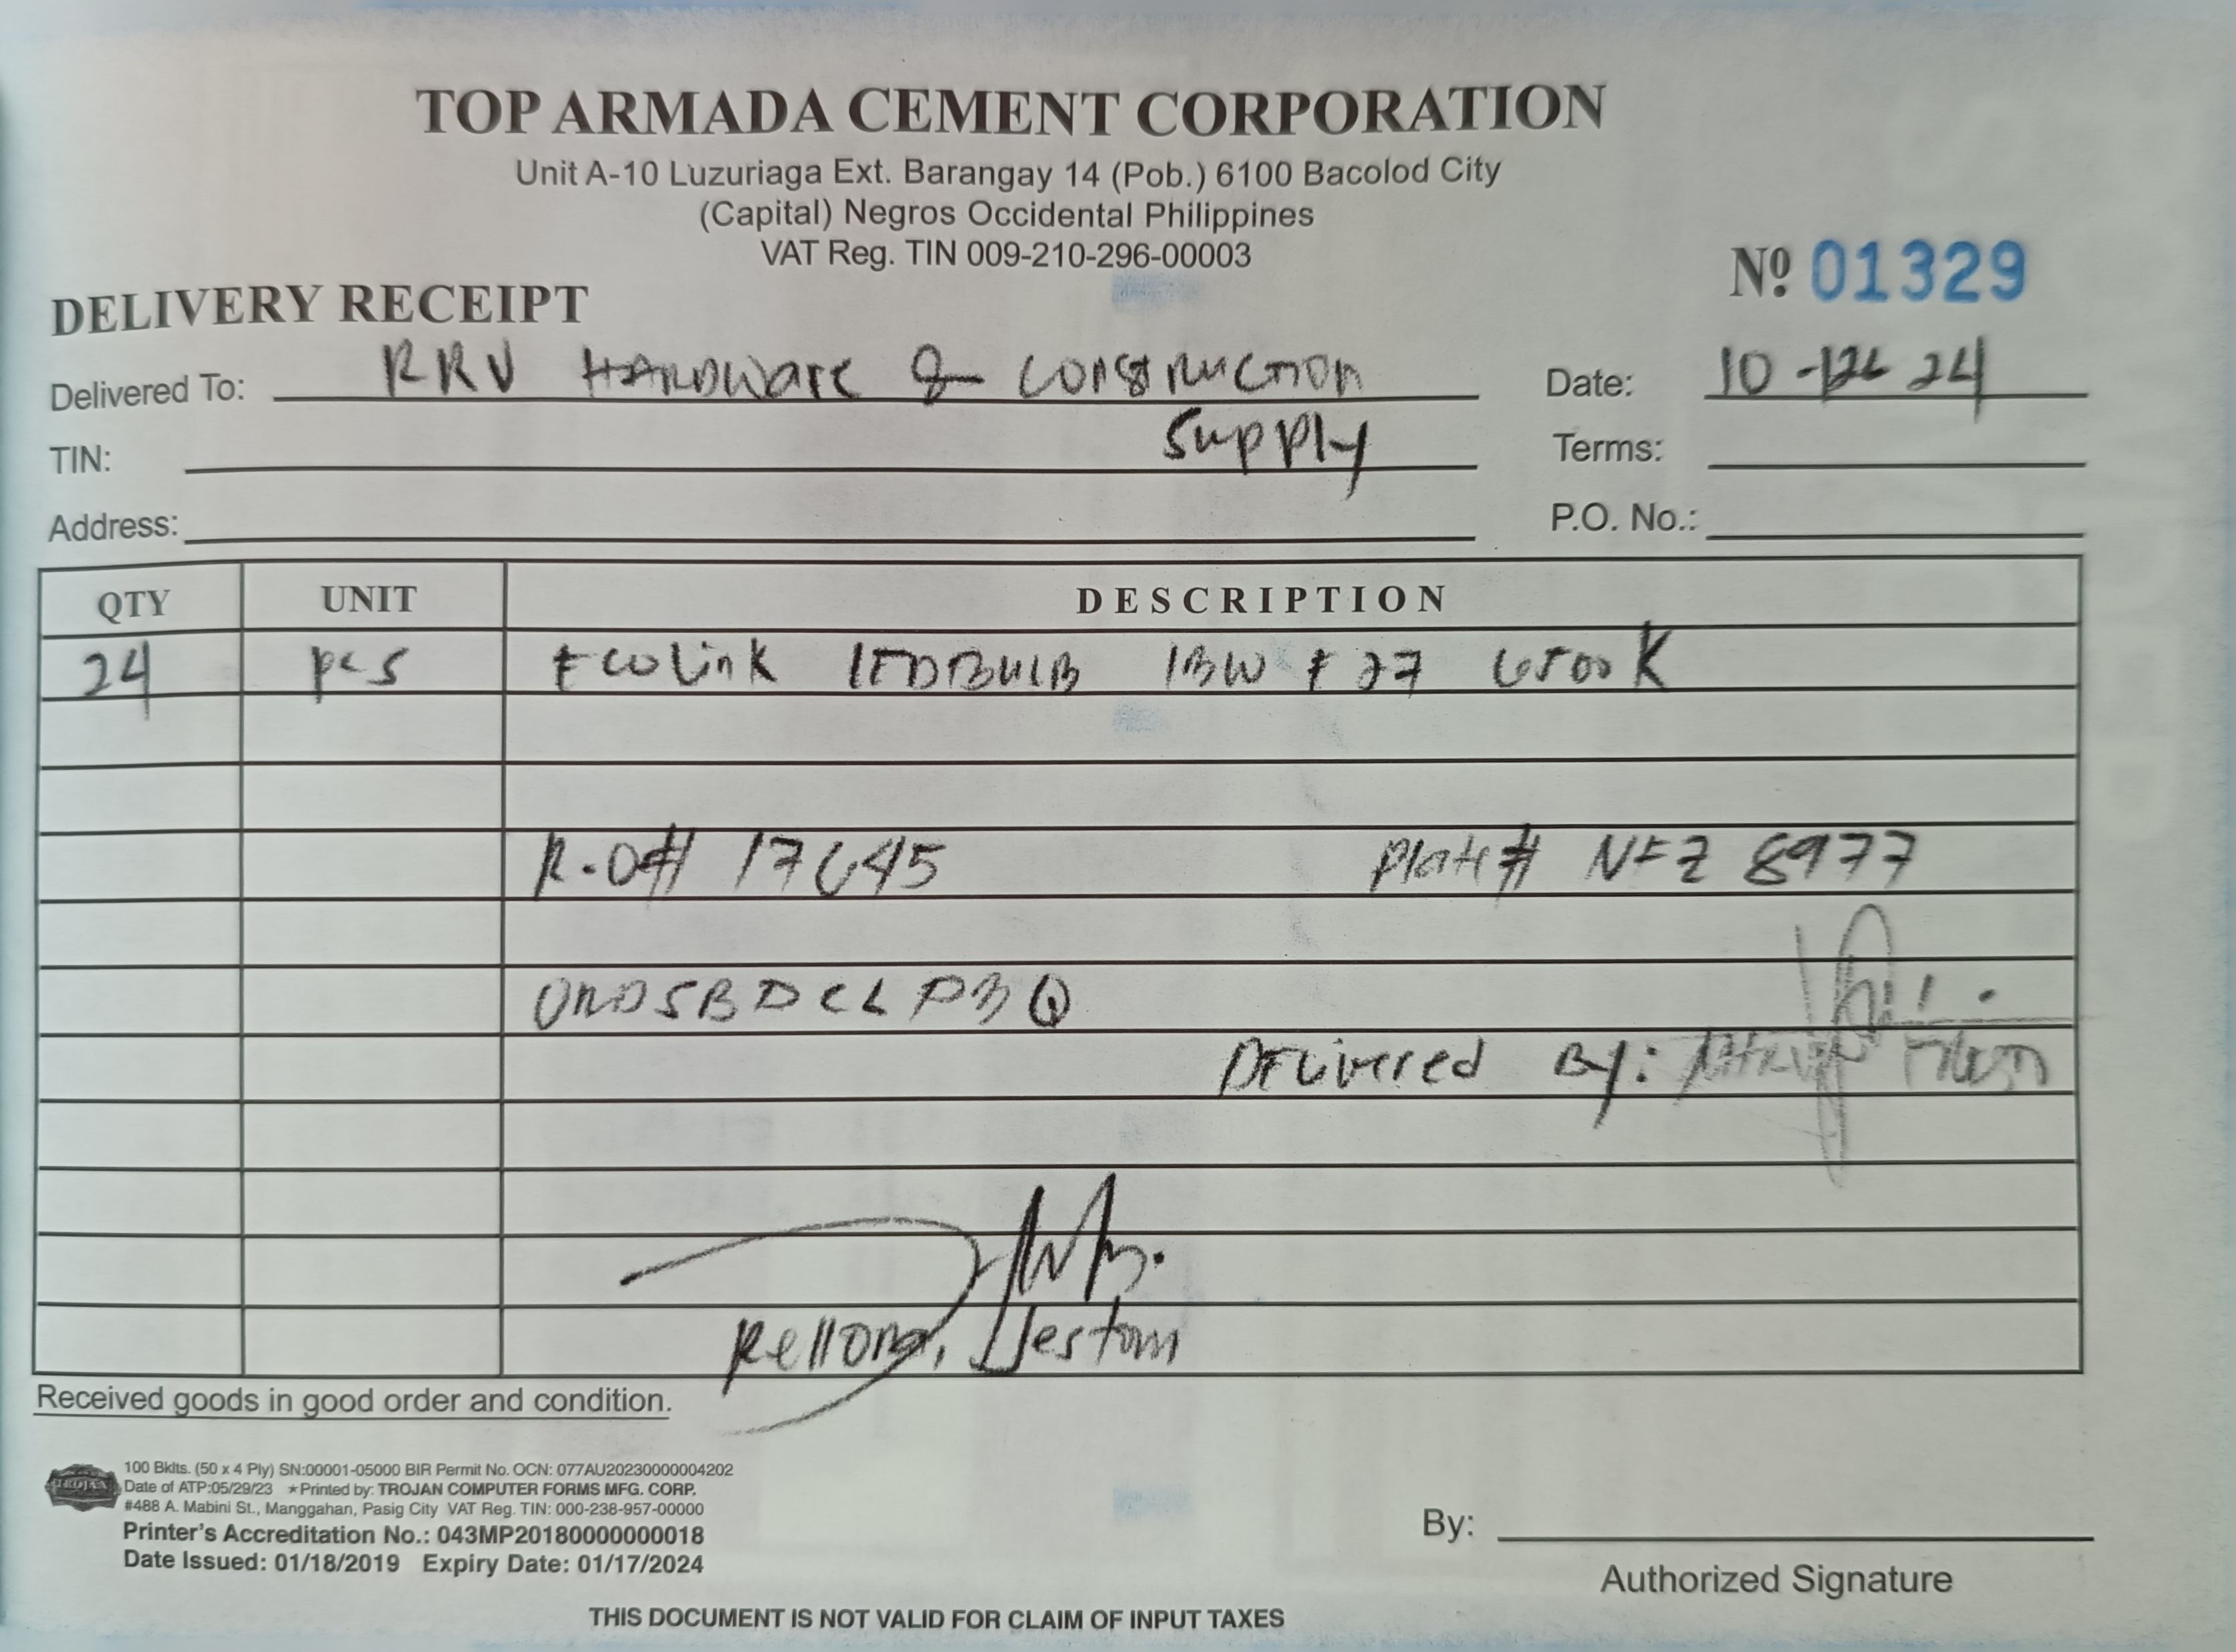 TOP ARMADA CEMENT CORPORATION
Unit A-10 Luzuriaga Ext. Barangay 14 (Pob.) 6100 Bacolod City
(Capital) Negros Occidental Philippines
VAT Reg. TIN 009-210-296-00003
Nº 01329
DELIVERY RECEIPT
Delivered To: RRV HARDWARE & CONSTRUCTION
Date: 10 - 24
Supply
TIN:
Terms:
Address:
P.O. No.:
QTY UNIT DESCRIPTION
24 pcs Ecolink LEDBULB 13W E27 6500K
R.O# 17645 Plate# NFZ 8977
DELivered By:
Rellora, Jestoni
Received goods in good order and condition.
TROJAN
100 Bklts. (50 x 4 Ply) SN:00001-05000 BIR Permit No. OCN: 077AU20230000004202
Date of ATP:05/29/23 ★Printed by: TROJAN COMPUTER FORMS MFG. CORP.
#488 A. Mabini St., Manggahan, Pasig City VAT Reg. TIN: 000-238-957-00000
Printer's Accreditation No.: 043MP20180000000018
Date Issued: 01/18/2019 Expiry Date: 01/17/2024
By:
Authorized Signature
THIS DOCUMENT IS NOT VALID FOR CLAIM OF INPUT TAXES